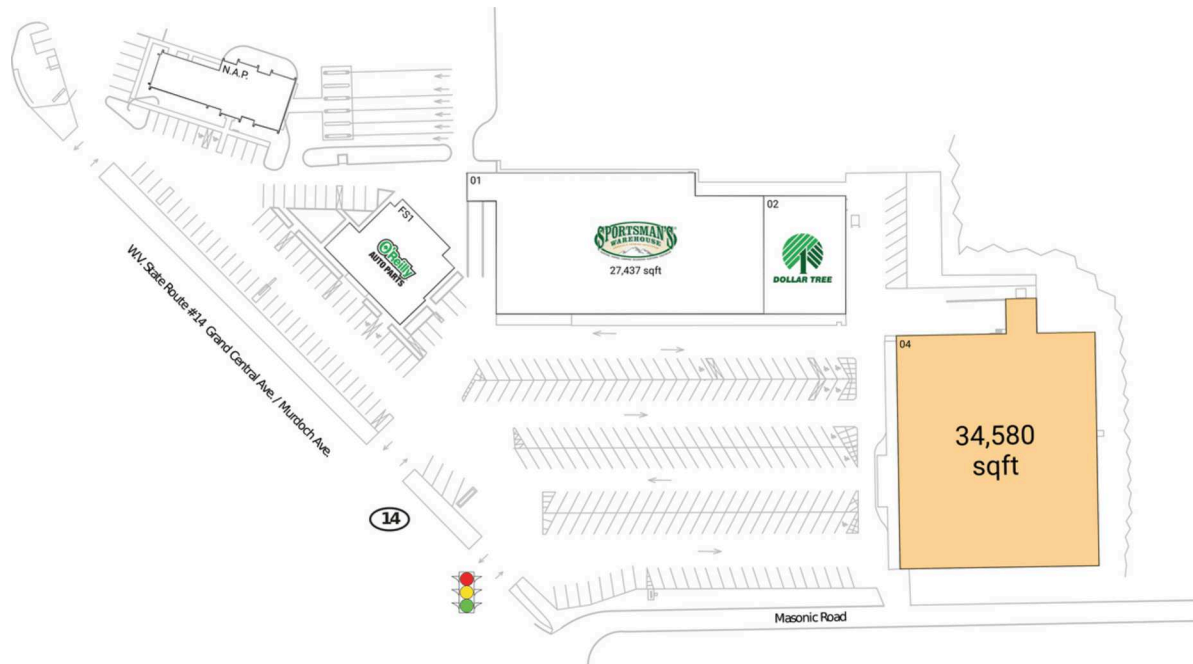 N.A.P.
01
02
FS1
O'Reilly
AUTO PARTS
SPORTSMAN'S
WAREHOUSE
27,437 sqft
DOLLAR TREE
W.V. State Route #14 Grand Central Ave. / Murdoch Ave.
04
34,580
sqft
14
Masonic Road